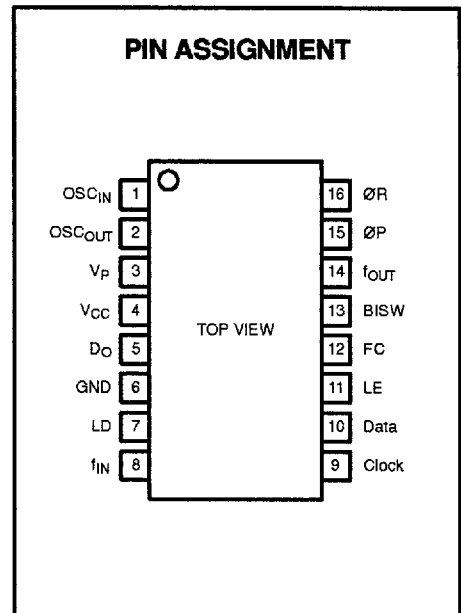 PIN ASSIGNMENT
OSCIN 1 16 ØR
OSCOUT 2 15 ØP
VP 3 14 fOUT
VCC 4 13 BISW
TOP VIEW
DO 5 12 FC
GND 6 11 LE
LD 7 10 Data
fIN 8 9 Clock